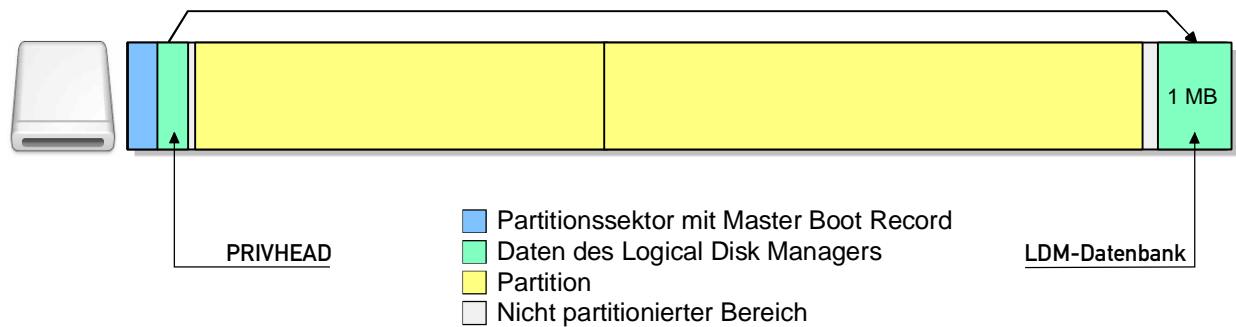 1 MB
Partitionssektor mit Master Boot Record
PRIVHEAD
Daten des Logical Disk Managers
LDM-Datenbank
Partition
Nicht partitionierter Bereich